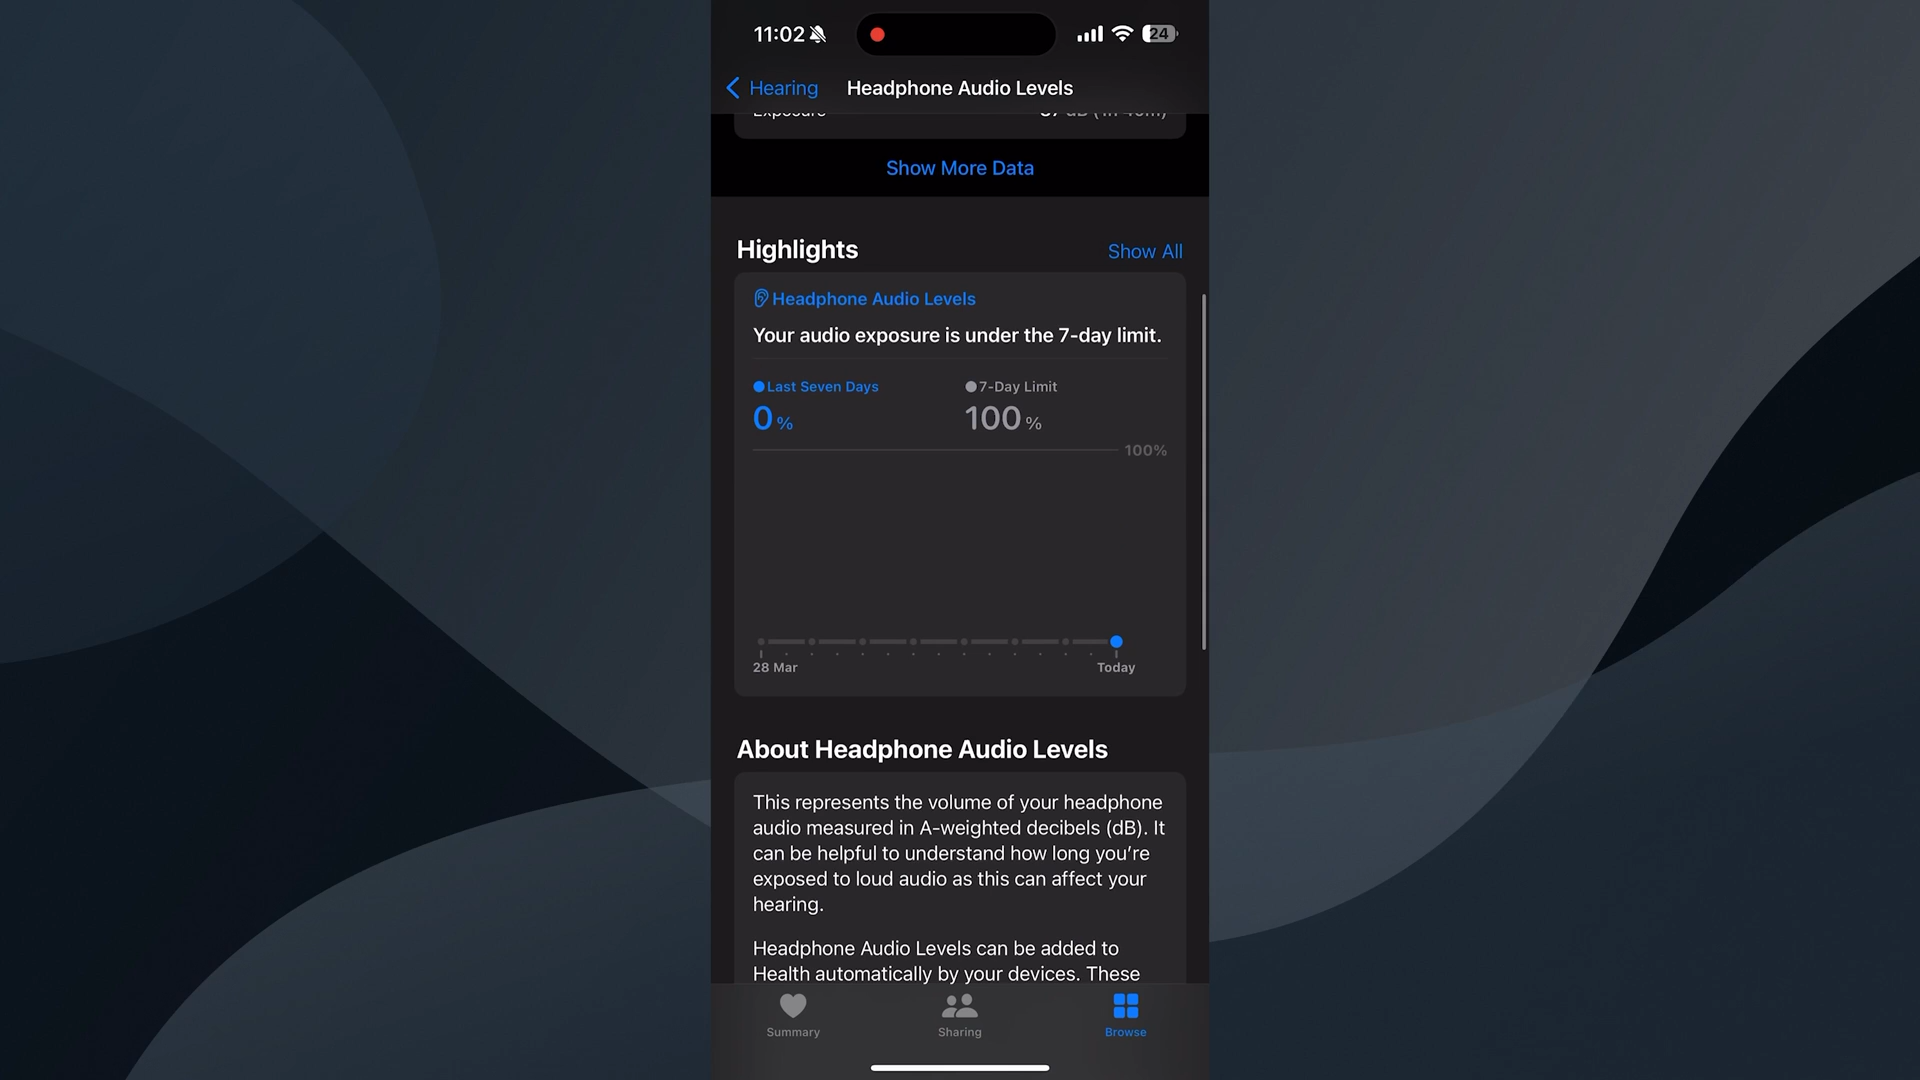 11:02
24
Hearing
Headphone Audio Levels
Exposure
Show More Data
Highlights
Show All
Headphone Audio Levels
Your audio exposure is under the 7-day limit.
Last Seven Days
7-Day Limit
0 %
100 %
100%
28 Mar
Today
About Headphone Audio Levels
This represents the volume of your headphone
audio measured in A-weighted decibels (dB). It
can be helpful to understand how long you’re
exposed to loud audio as this can affect your
hearing.
Headphone Audio Levels can be added to
Health automatically by your devices. These
Summary
Sharing
Browse